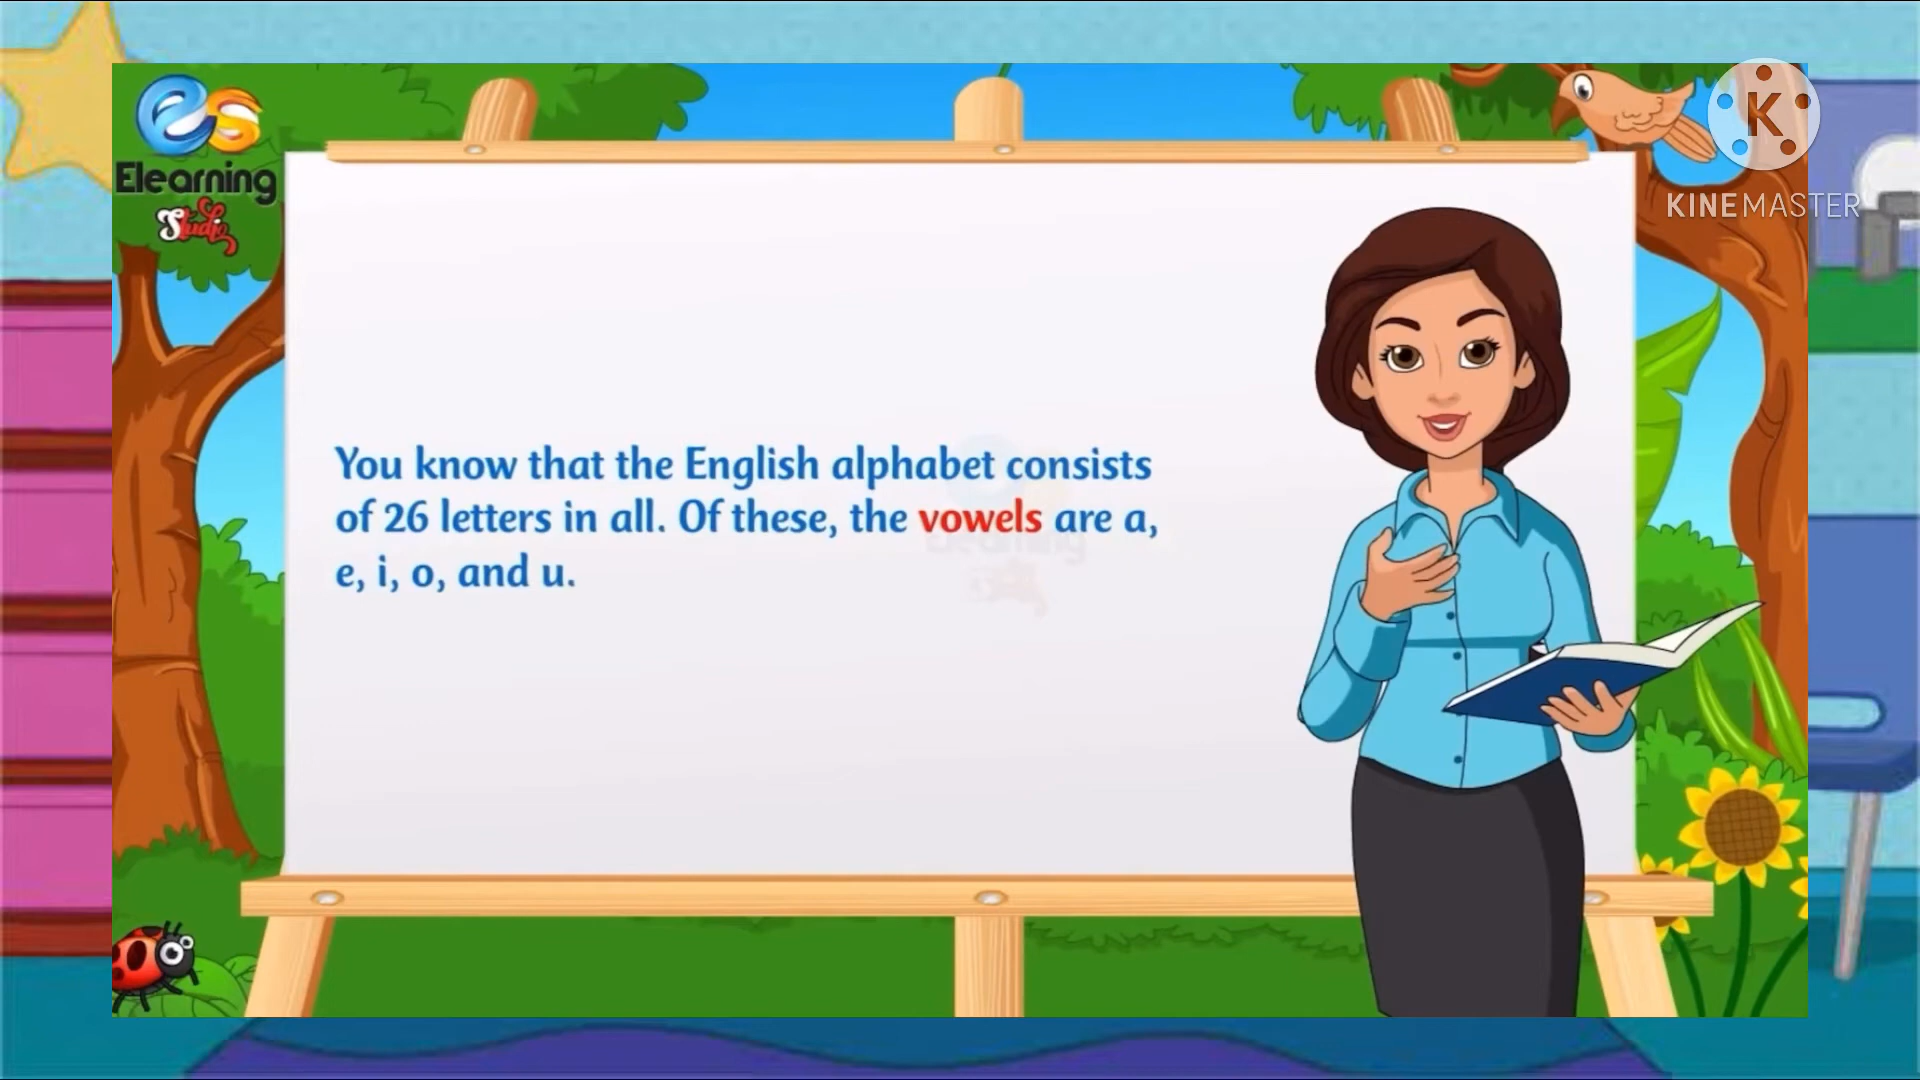 es
Elearning
Studio
K
KINEMASTER
You know that the English alphabet consists
of 26 letters in all. Of these, the vowels are a,
e, i, o, and u.